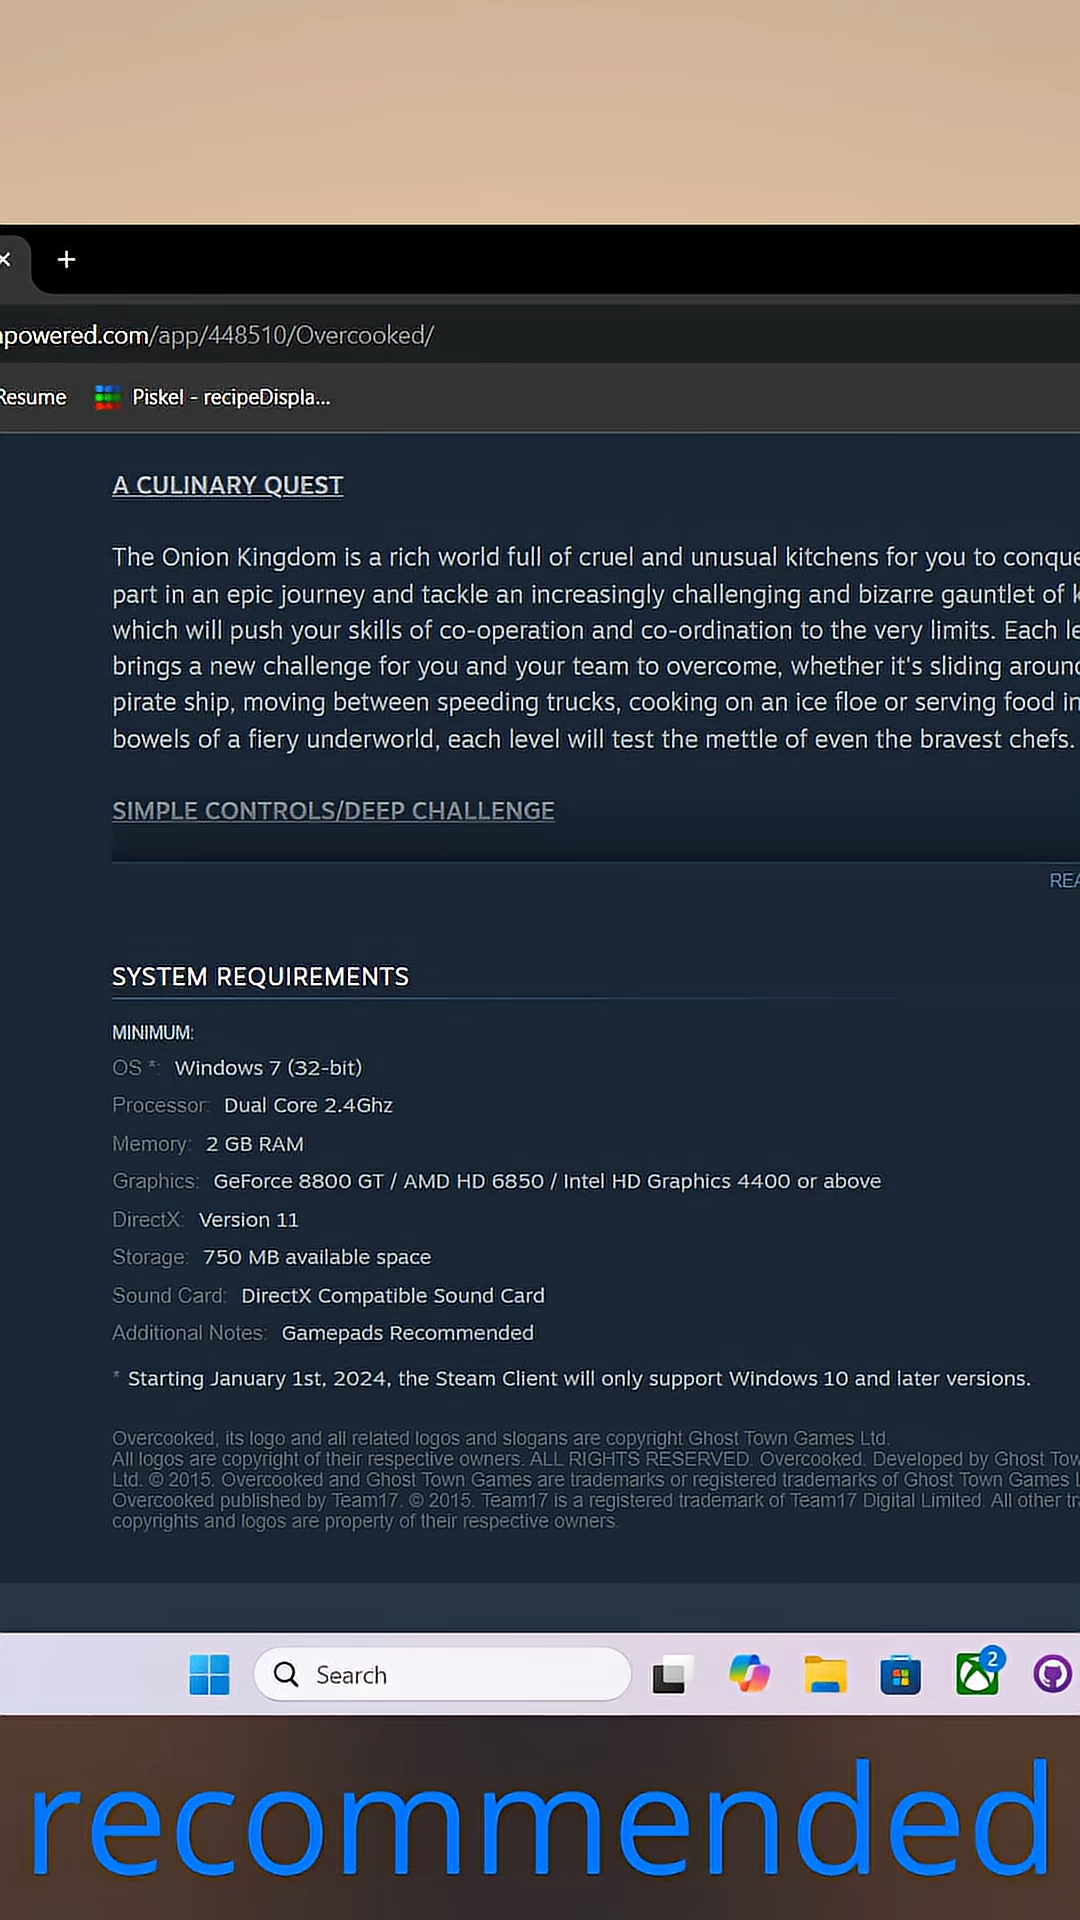 powered.com/app/448510/Overcooked/
Resume Piskel - recipeDispla...
A CULINARY QUEST
The Onion Kingdom is a rich world full of cruel and unusual kitchens for you to conque
part in an epic journey and tackle an increasingly challenging and bizarre gauntlet of k
which will push your skills of co-operation and co-ordination to the very limits. Each le
brings a new challenge for you and your team to overcome, whether it's sliding around
pirate ship, moving between speeding trucks, cooking on an ice floe or serving food in
bowels of a fiery underworld, each level will test the mettle of even the bravest chefs.
SIMPLE CONTROLS/DEEP CHALLENGE
REA
SYSTEM REQUIREMENTS
MINIMUM:
OS *: Windows 7 (32-bit)
Processor: Dual Core 2.4Ghz
Memory: 2 GB RAM
Graphics: GeForce 8800 GT / AMD HD 6850 / Intel HD Graphics 4400 or above
DirectX: Version 11
Storage: 750 MB available space
Sound Card: DirectX Compatible Sound Card
Additional Notes: Gamepads Recommended
* Starting January 1st, 2024, the Steam Client will only support Windows 10 and later versions.
Overcooked, its logo and all related logos and slogans are copyright Ghost Town Games Ltd.
All logos are copyright of their respective owners. ALL RIGHTS RESERVED. Overcooked. Developed by Ghost Tow
Ltd. © 2015. Overcooked and Ghost Town Games are trademarks or registered trademarks of Ghost Town Games L
Overcooked published by Team17. © 2015. Team17 is a registered trademark of Team17 Digital Limited. All other tra
copyrights and logos are property of their respective owners.
Search
2
recommended